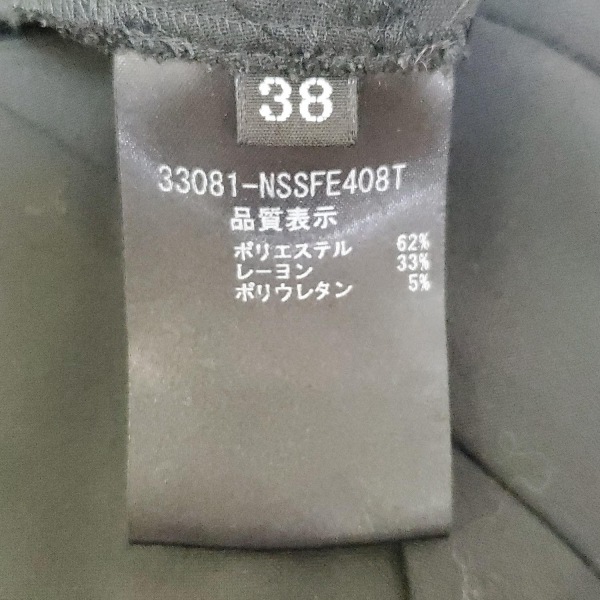 38
33081-NSSFE408T
品質表示
ポリエステル 62%
レーヨン 33%
ポリウレタン 5%